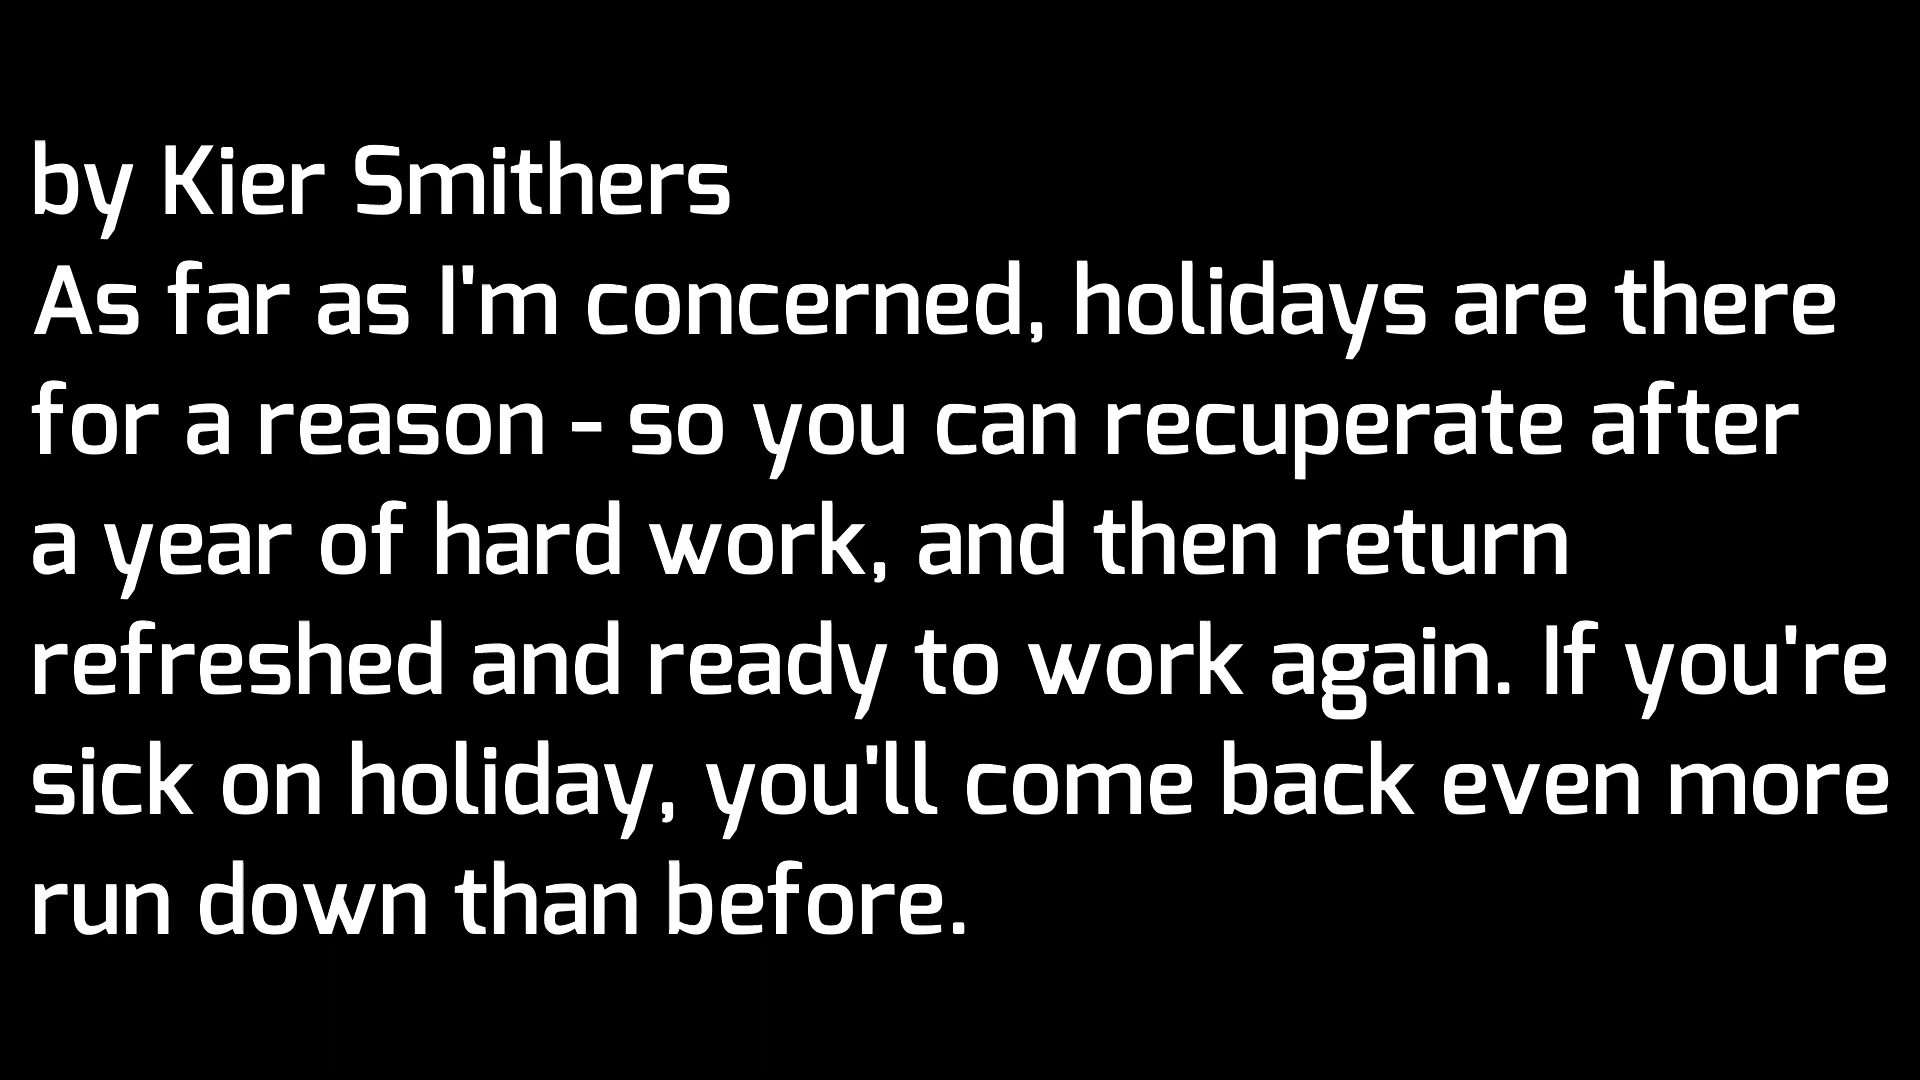 by Kier Smithers
As far as I'm concerned, holidays are there
for a reason - so you can recuperate after
a year of hard work, and then return
refreshed and ready to work again. If you're
sick on holiday, you'll come back even more
run down than before.